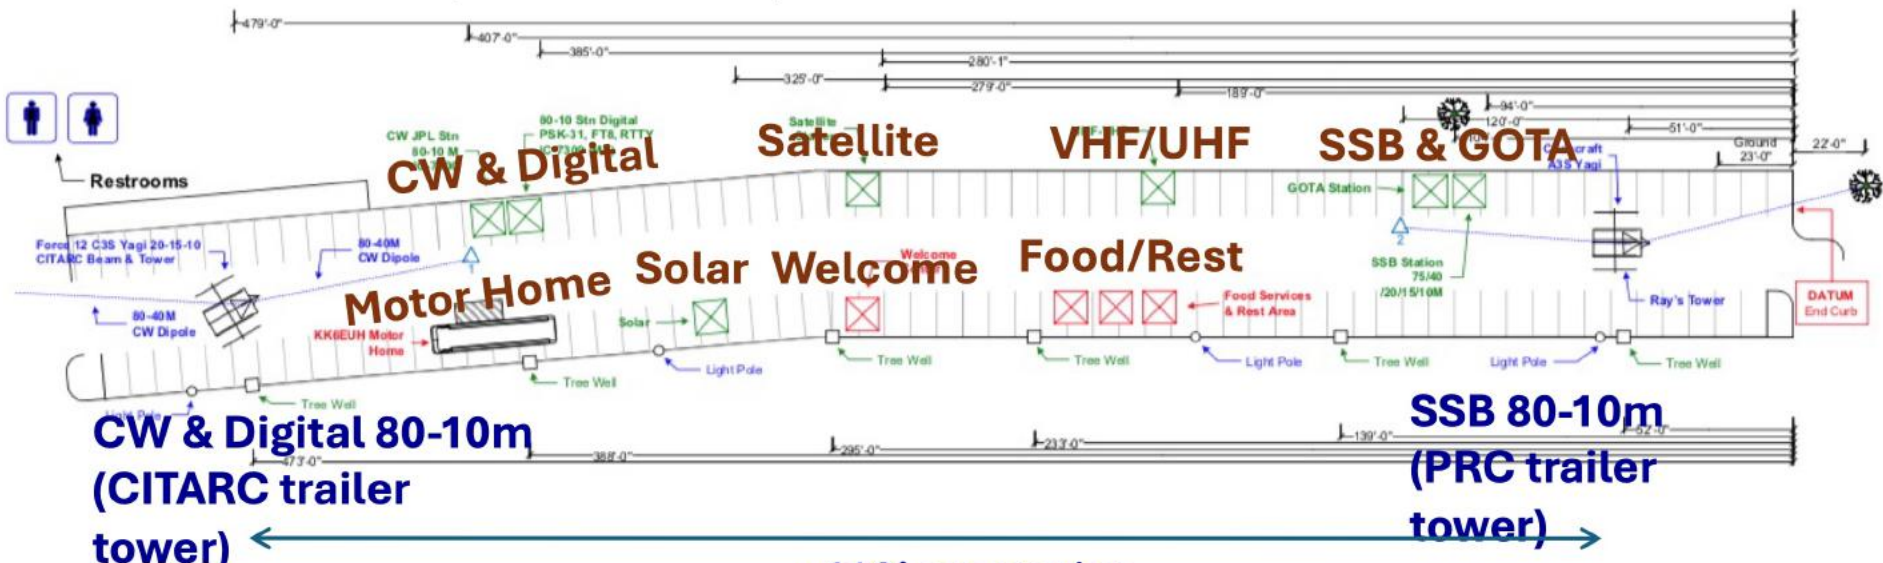 479'-0"
407'-0"
385'-0"
280'-1"
325'-0"
279'-0"
189'-0"
94'-0"
120'-0"
51'-0"
Ground
23'-0"
22'-0"
Restrooms
CW JPL Stn
80-10 M
80-10 Stn Digital
PSK-31, FT8, RTTY
CW & Digital
Satellite
Satellite
VHF/UHF
SSB & GOTA
A3S Yagi
GOTA Station
Force 12 C3S Yagi 20-15-10
CITARC Beam & Tower
80-40M
CW Dipole
1
2
80-40M
CW Dipole
Motor Home
KK6EUH Motor
Home
Solar
Solar
Welcome
Welcome
Food/Rest
Food Services
& Rest Area
SSB Station
75/40
/20/15/10M
Ray's Tower
DATUM
End Curb
Light Pole
Tree Well
Tree Well
Light Pole
Tree Well
Tree Well
Light Pole
Tree Well
Light Pole
Tree Well
CW & Digital 80-10m
(CITARC trailer
tower)
473'-0"
388'-0"
295'-0"
233'-0"
139'-0"
52'-0"
SSB 80-10m
(PRC trailer
tower)